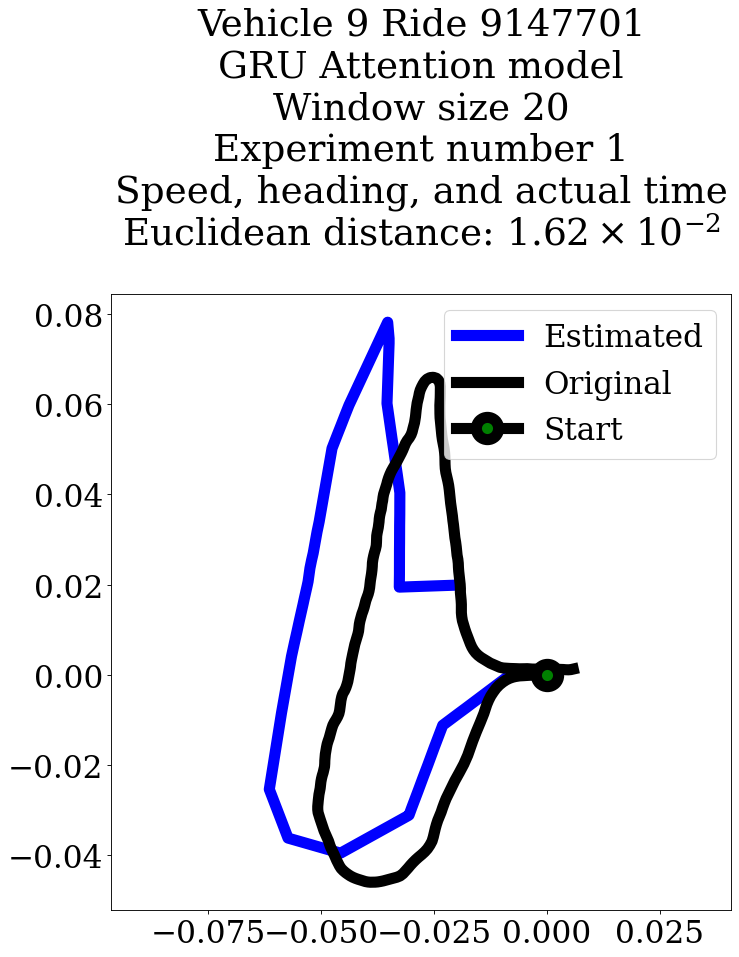 Vehicle 9 Ride 9147701
GRU Attention model
Window size 20
Experiment number 1
Speed, heading, and actual time
Euclidean distance: 1.62 × 10⁻²
Estimated
Original
Start
0.08
0.06
0.04
0.02
0.00
−0.02
−0.04
−0.075 −0.050 −0.025 0.000 0.025